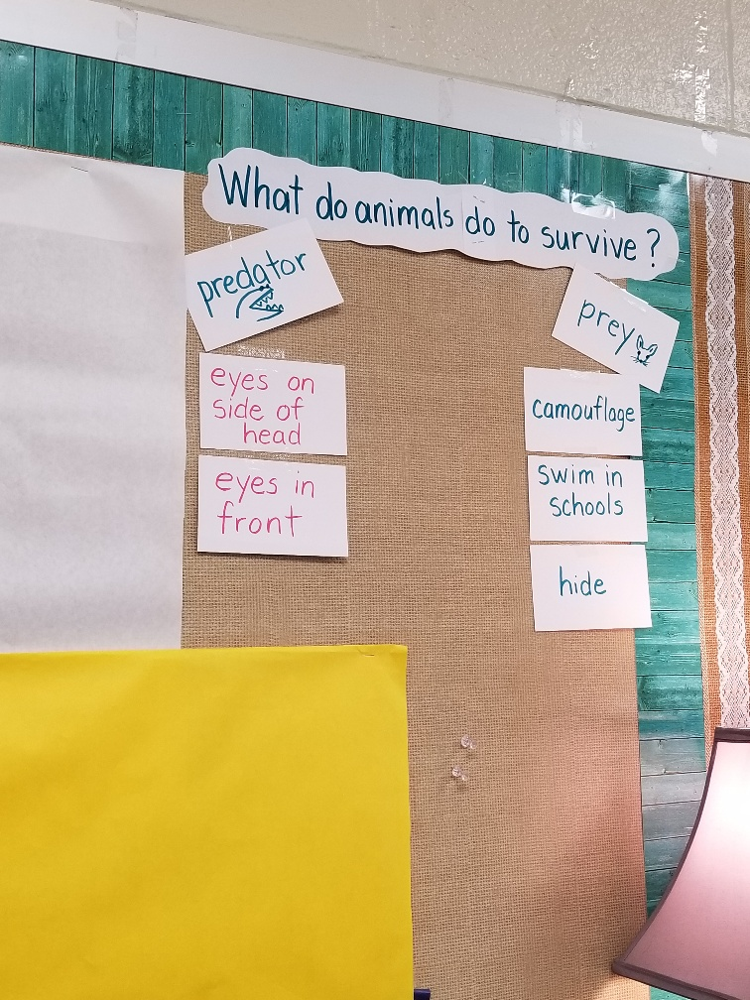 What do animals do to survive?
predator
eyes on
side of
head
eyes in
front
prey
camouflage
swim in
schools
hide